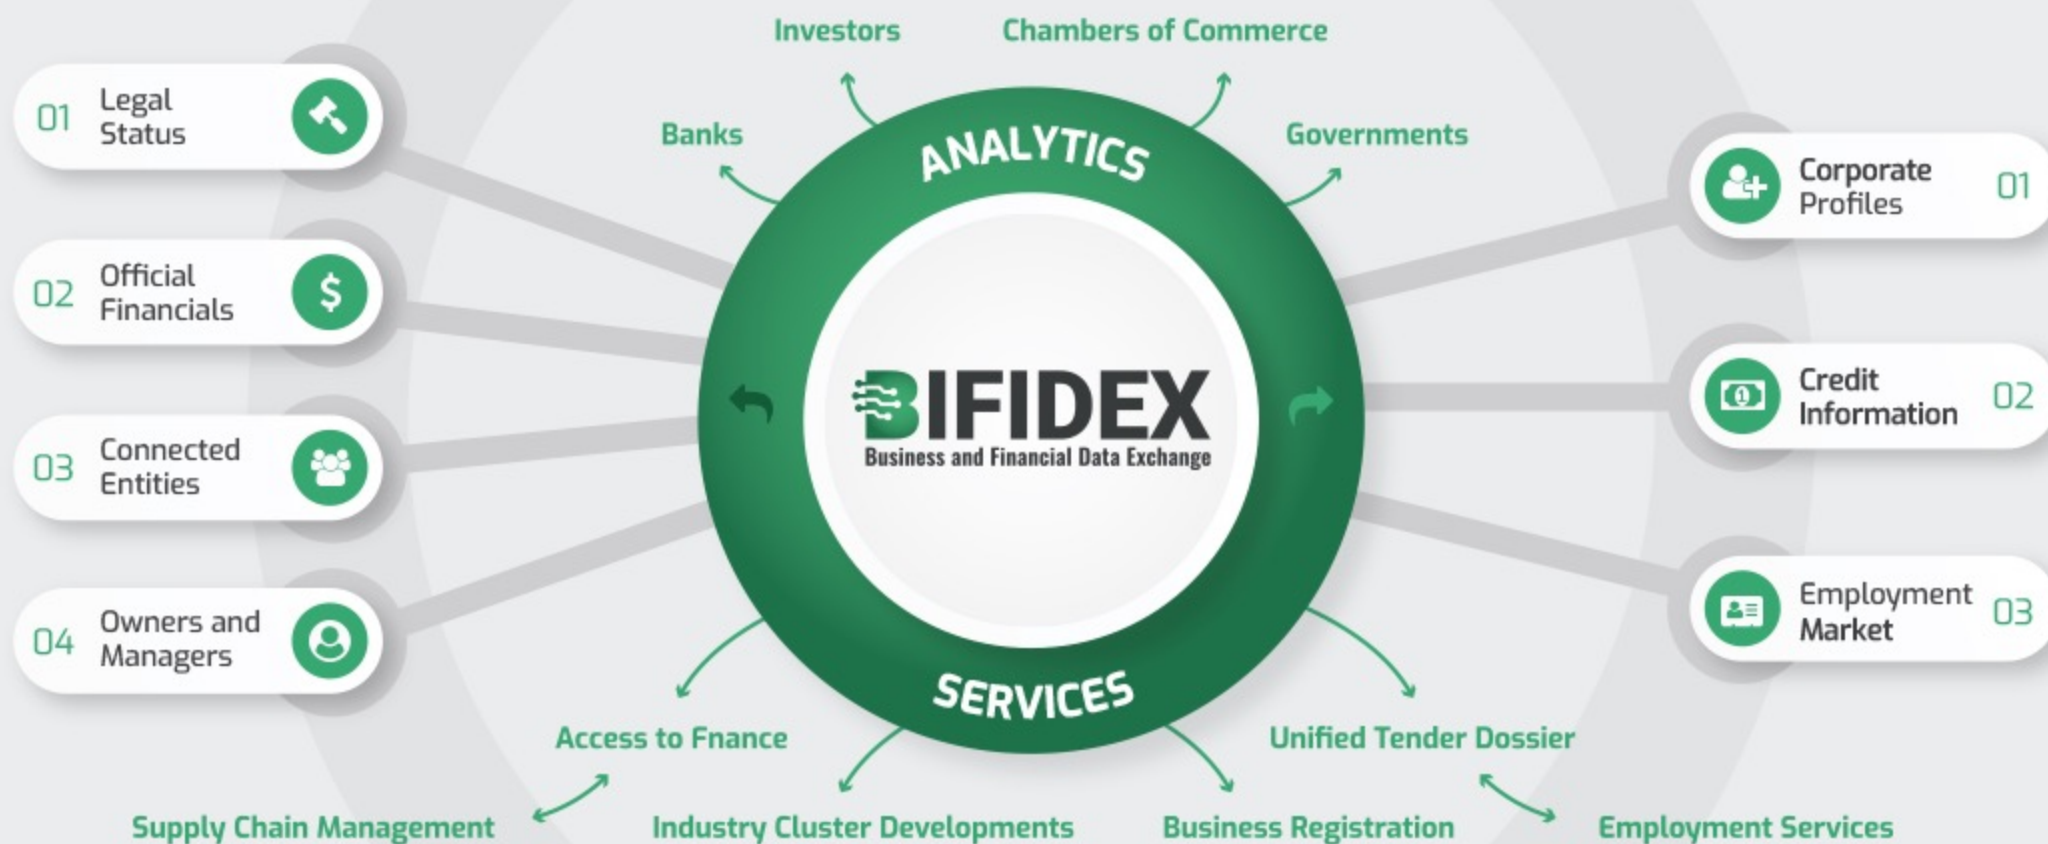 Investors
Chambers of Commerce
Banks
Governments
ANALYTICS
01
Legal
Status
02
Official
Financials
03
Connected
Entities
04
Owners and
Managers
BIFIDEX
Business and Financial Data Exchange
Corporate
Profiles
01
Credit
Information
02
Employment
Market
03
SERVICES
Access to Fnance
Unified Tender Dossier
Supply Chain Management
Industry Cluster Developments
Business Registration
Employment Services